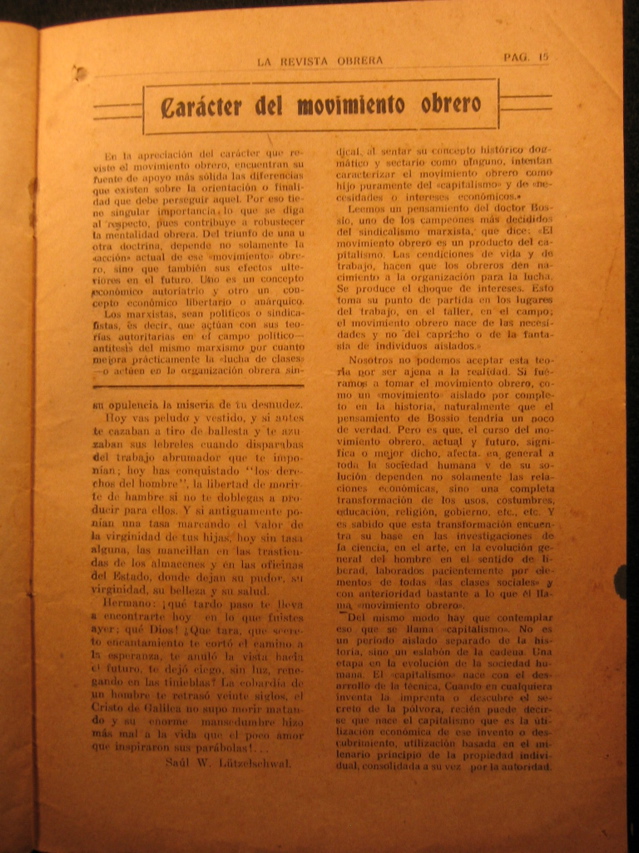 LA REVISTA OBRERA
PAG. 15
Carácter del movimiento obrero
En la apreciación del carácter que re-
viste el movimiento obrero, encuentran su
fuente de apoyo más sólida las diferencias
que existen sobre la orientación o finali-
dad que debe perseguir aquel. Por eso tie-
ne singular importancia, lo que se diga
al respecto, pues contribuye a robustecer
la mentalidad obrera. Del triunfo de una u
otra doctrina, depende no solamente la
«acción» actual de ese «movimiento» obre-
ro, sino que también sus efectos ulte-
riores en el futuro. Uno es un concepto
económico autoriatrio y otro un con-
cepto económico libertario o anárquico.
Los marxistas, sean políticos o sindica-
listas, es decir, que actúan con sus teo-
rías autoritarias en el campo político—
antítesis del mismo marxismo por cuanto
mejora prácticamente la «lucha de clases»
—o actúen en la organización obrera sin-
su opulencia la miseria de tu desnudez.
Hoy vas peludo y vestido, y si antes
te cazaban a tiro de ballesta y te azu-
zaban sus lebreles cuando disparabas
del trabajo abrumador que te impo-
nían; hoy has conquistado "los dere-
chos del hombre", la libertad de morir-
te de hambre si no te doblegas a pro-
ducir para ellos. Y si antiguamente po-
nían una tasa marcando el valor de
la virginidad de tus hijas, hoy sin tasa
alguna, las mancillan en las trastien-
das de los almacenes y en las oficinas
del Estado, donde dejan su pudor, su
virginidad, su belleza y su salud.
Hermano: ¡qué tardo paso te lleva
a encontrarte hoy en lo que fuistes
ayer; qué Dios! ¡Que tara, que secre-
to encantamiento te cortó el camino a
la esperanza, te anuló la vista hacia
el futuro, te dejó ciego, sin luz, rene-
gando en las tinieblas? La cobardía de
un hombre te retrasó veinte siglos, el
Cristo de Galilea no supo morir matan-
do y su enorme mansedumbre hizo
más mal a la vida que el poco amor
que inspiraron sus parábolas!...
Saúl W. Lützelschwal.
dical, al sentar su concepto histórico dog-
mático y sectario como ninguno, intentan
caracterizar el movimiento obrero como
hijo puramente del «capitalismo» y de «ne-
cesidades o intereses económicos.»
Leemos un pensamiento del doctor Bos-
sio, uno de los campeones más decididos
del sindicalismo marxista, que dice: «El
movimiento obrero es un producto del ca-
pitalismo. Las condiciones de vida y de
trabajo, hacen que los obreros den na-
cimiento a la organización para la lucha.
Se produce el choque de intereses. Esto
toma su punto de partida en los lugares
del trabajo, en el taller, en el campo;
el movimiento obrero nace de las necesi-
dades y no del capricho o de la fanta-
sía de individuos aislados.»
Nosotros no podemos aceptar esta teo-
ría por ser ajena a la realidad. Si fué-
ramos a tomar el movimiento obrero, co-
mo un «movimiento» aislado por comple-
to en la historia, naturalmente que el
pensamiento de Bossio tendría un poco
de verdad. Pero es que, el curso del mo-
vimiento obrero, actual y futuro, signi-
fica o mejor dicho, afecta en general a
toda la sociedad humana y de su so-
lución dependen no solamente las rela-
ciones económicas, sino una completa
transformación de los usos, costumbres,
educación, religión, gobierno, etc., etc. Y
es sabido que esta transformación encuen-
tra su base en las investigaciones de
la ciencia, en el arte, en la evolución ge-
neral del hombre en el sentido de li-
berad, laborados pacientemente por ele-
mentos de todas «las clases sociales» y
con anterioridad bastante a lo que él lla-
ma «movimiento obrero».
Del mismo modo hay que contemplar
eso que se llama «capitalismo». No es
un período aislado separado de la his-
toria, sino un eslabón de la cadena. Una
etapa en la evolución de la sociedad hu-
mana. El «capitalismo» nace con el des-
arrollo de la técnica. Cuando en cualquiera
inventa la imprenta o descubre el se-
creto de la pólvora, recién puede decir-
se que nace el capitalismo que es la uti-
lización económica de ese invento o des-
cubrimiento, utilización basada en el mi-
lenario principio de la propiedad indivi-
dual, consolidada a su vez por la autoridad.